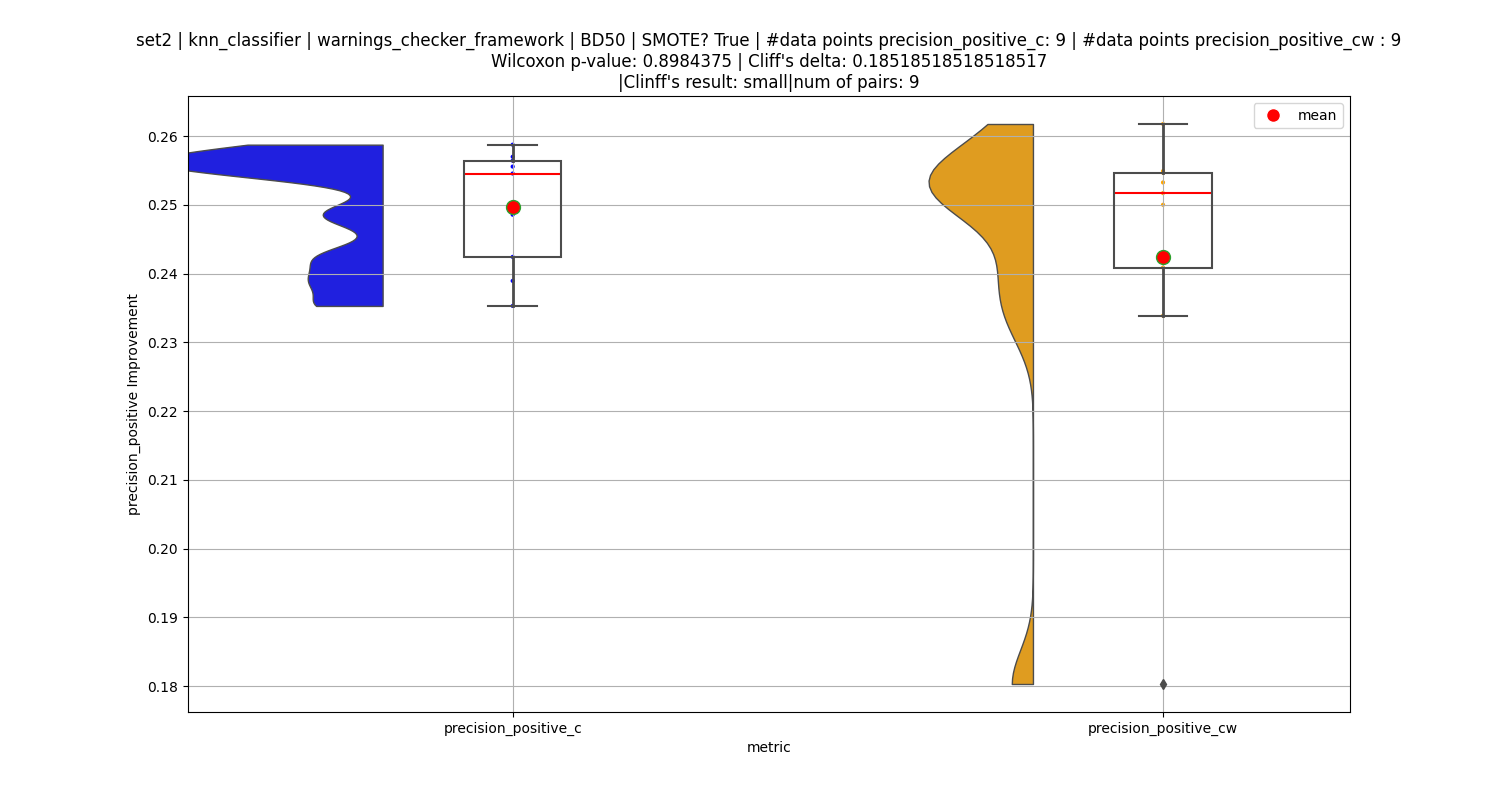 set2 | knn_classifier | warnings_checker_framework | BD50 | SMOTE? True | #data points precision_positive_c: 9 | #data points precision_positive_cw : 9
Wilcoxon p-value: 0.8984375 | Cliff's delta: 0.18518518518518517
|Clinff's result: small|num of pairs: 9
mean
0.26
0.25
0.24
0.23
0.22
0.21
0.20
0.19
0.18
precision_positive Improvement
precision_positive_c
precision_positive_cw
metric